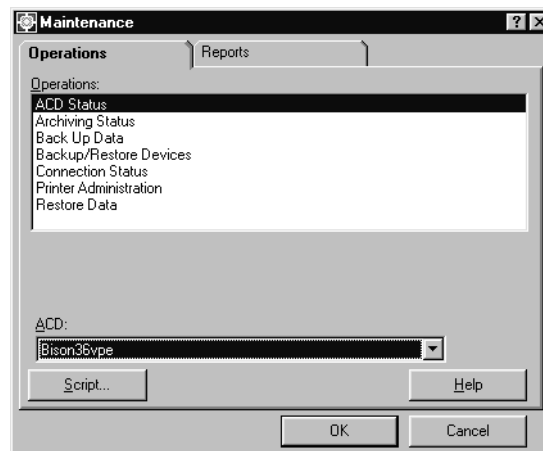 Maintenance
Operations
Reports
Operations:
ACD Status
Archiving Status
Back Up Data
Backup/Restore Devices
Connection Status
Printer Administration
Restore Data
ACD:
Bison36vpe
Script...
Help
OK
Cancel